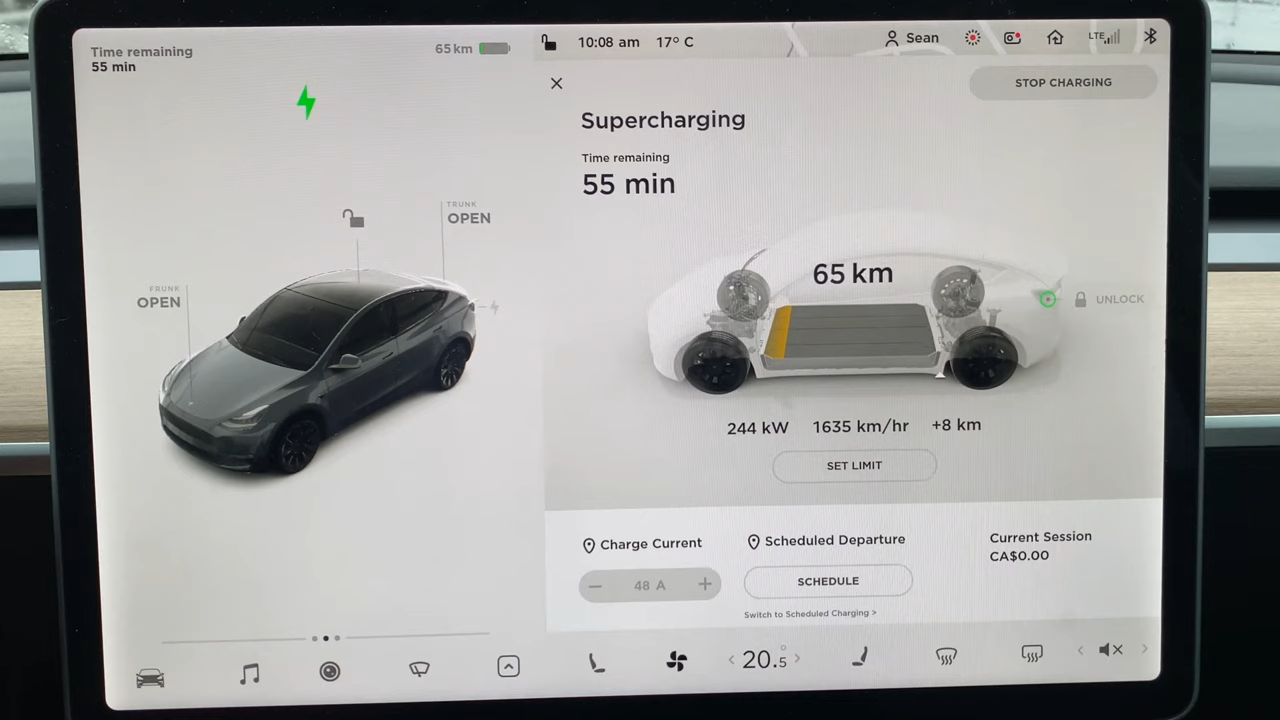 Time remaining
55 min
65 km
10:08 am
17° C
Sean
LTE
STOP CHARGING
Supercharging
Time remaining
55 min
TRUNK
OPEN
FRUNK
OPEN
65 km
UNLOCK
244 kW
1635 km/hr
+8 km
SET LIMIT
Charge Current
48 A
Scheduled Departure
SCHEDULE
Switch to Scheduled Charging >
Current Session
CA$0.00
20.5°